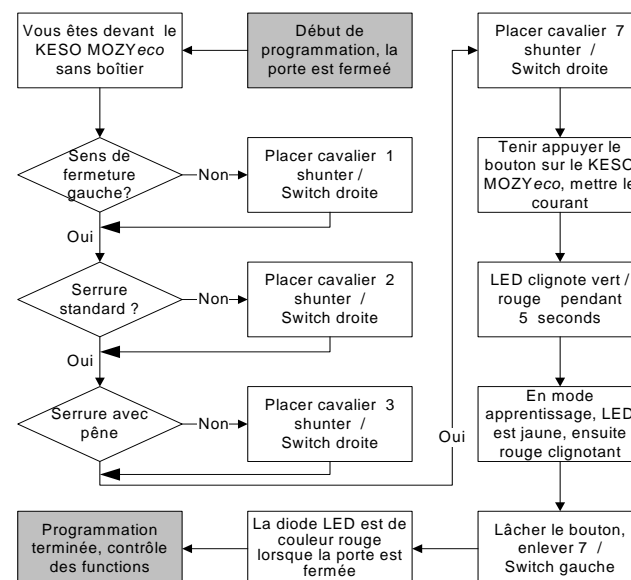 Vous êtes devant le
KESO MOZYeco
sans boîtier
Début de
programmation, la
porte est fermeé
Sens de
fermeture
gauche?
Non
Placer cavalier 1
shunter /
Switch droite
Oui
Serrure
standard ?
Non
Placer cavalier 2
shunter /
Switch droite
Oui
Serrure avec
pêne
Non
Placer cavalier 3
shunter /
Switch droite
Oui
Placer cavalier 7
shunter /
Switch droite
Tenir appuyer le
bouton sur le KESO
MOZYeco, mettre le
courant
LED clignote vert /
rouge pendant
5 seconds
En mode
apprentissage, LED
est jaune, ensuite
rouge clignotant
Lâcher le bouton,
enlever 7 /
Switch gauche
La diode LED est de
couleur rouge
lorsque la porte est
fermée
Programmation
terminée, contrôle
des functions